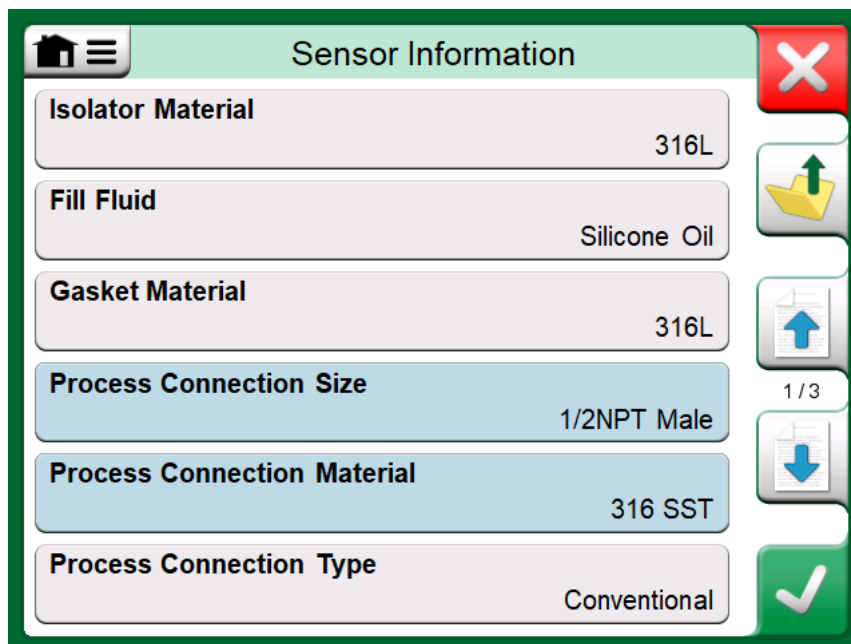 Sensor Information
Isolator Material
316L
Fill Fluid
Silicone Oil
Gasket Material
316L
Process Connection Size
1/2NPT Male
1 / 3
Process Connection Material
316 SST
Process Connection Type
Conventional